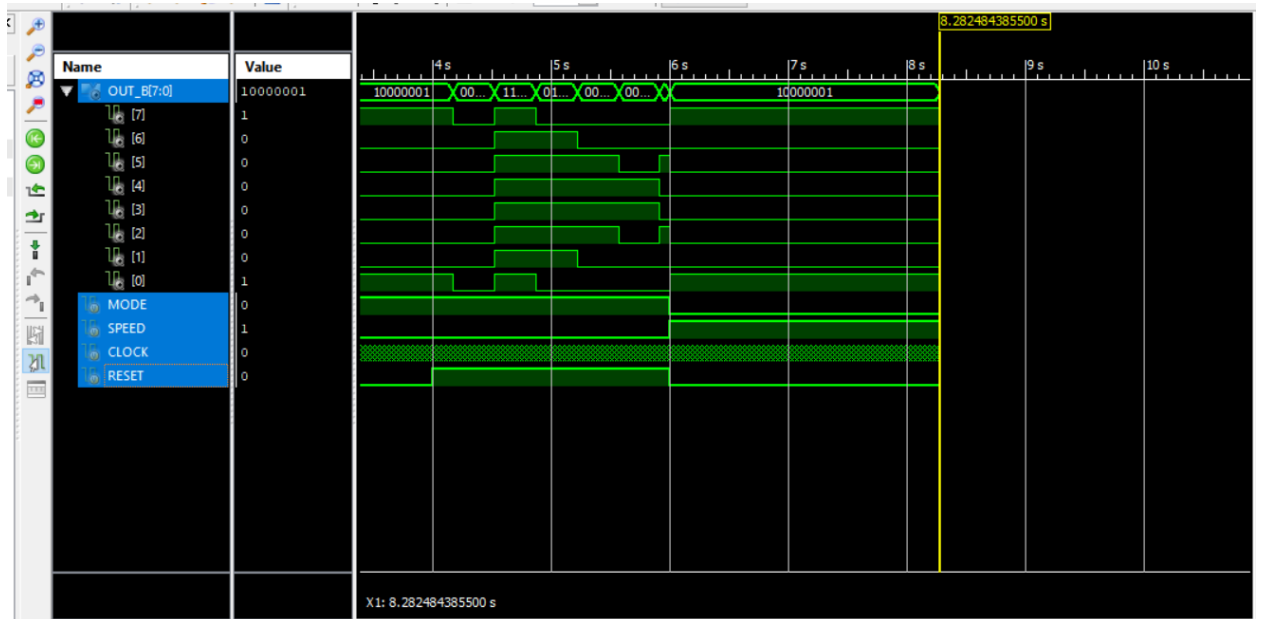 8.282484385500 s
Name Value
4 s 5 s 6 s 7 s 8 s 9 s 10 s
OUT_B[7:0] 10000001 10000001 00... 11... 01... 00... 00... 10000001
[7] 1
[6] 0
[5] 0
[4] 0
[3] 0
[2] 0
[1] 0
[0] 1
MODE 0
SPEED 1
CLOCK 0
RESET 0
X1: 8.282484385500 s